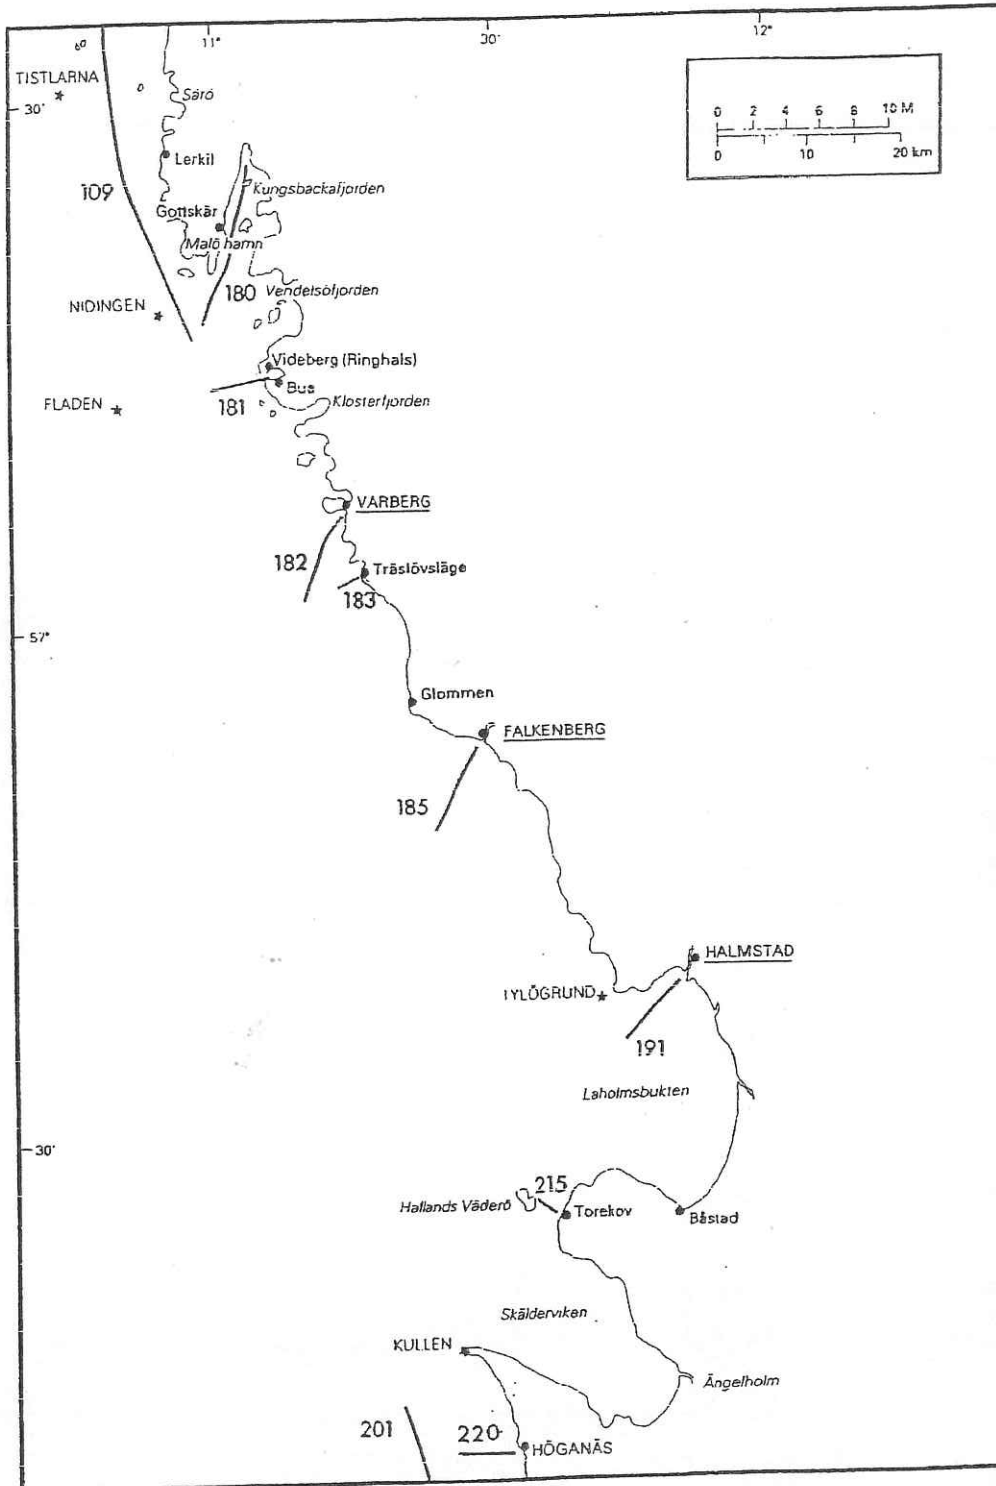 11°
30'
12°
TISTLARNA
30'
Särö
0 2 4 6 8 10 M
0 10 20 km
Lerkil
109
Kungsbackafjorden
Gottskär
Malö hamn
180
Vendelsöfjorden
NIDINGEN
Videberg (Ringhals)
Bua
181
Klosterfjorden
FLADEN
VARBERG
182
Träslövsläge
183
57°
Glommen
FALKENBERG
185
HALMSTAD
TYLÖGRUND
191
Laholmsbukten
30'
215
Hallands Väderö
Torekov
Båstad
Skälderviken
KULLEN
Ängelholm
201
220
HÖGANÄS